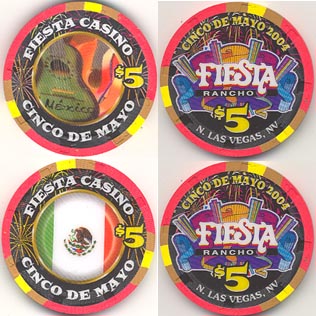 FIESTA CASINO
México
$5
CINCO DE MAYO
CINCO DE MAYO 2004
FIESTA
RANCHO
$5
N. LAS VEGAS, NV
FIESTA CASINO
$5
CINCO DE MAYO
CINCO DE MAYO 2004
FIESTA
RANCHO
$5
N. LAS VEGAS, NV